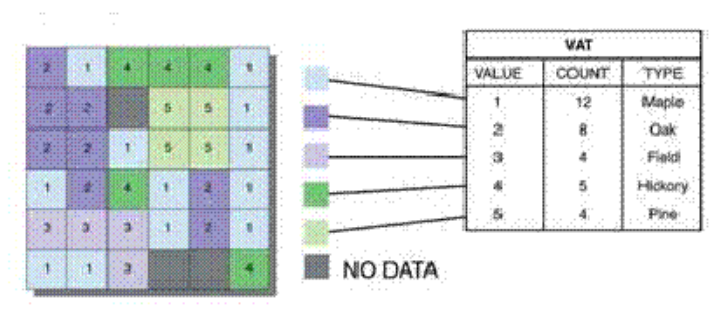 VAT
VALUE COUNT TYPE
2 1 4 4 4 1
1 12 Maple
2 2 5 5 1
2 8 Oak
2 2 1 5 5 1
3 4 Field
1 2 4 1 2 1
4 5 Hickory
3 3 3 1 2 1
5 4 Pine
1 1 3 4
NO DATA